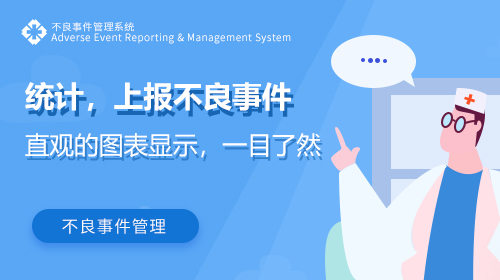 不良事件管理系统
Adverse Event Reporting & Management System
统计，上报不良事件
直观的图表显示，一目了然
不良事件管理